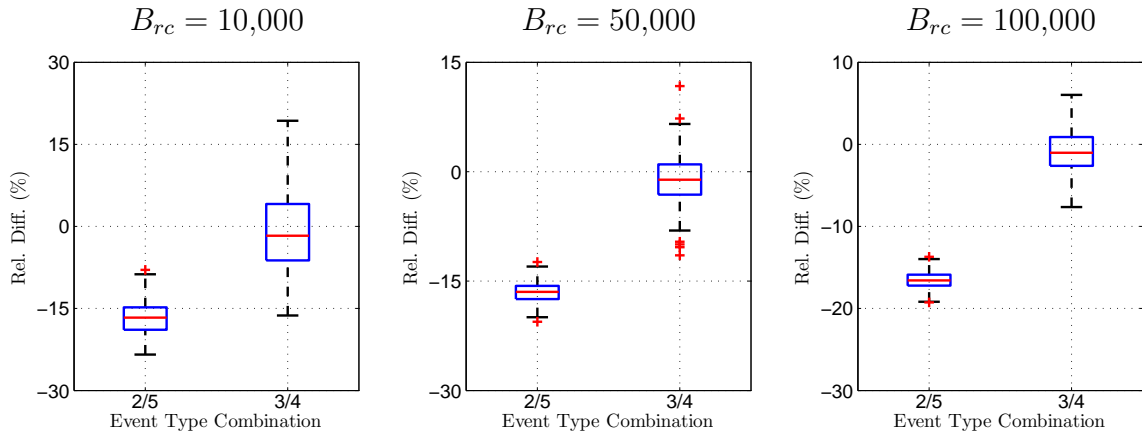 B_rc = 10,000
30
15
0
−15
−30
Rel. Diff. (%)
2/5 3/4
Event Type Combination
B_rc = 50,000
15
0
−15
−30
Rel. Diff. (%)
2/5 3/4
Event Type Combination
B_rc = 100,000
10
0
−10
−20
−30
Rel. Diff. (%)
2/5 3/4
Event Type Combination